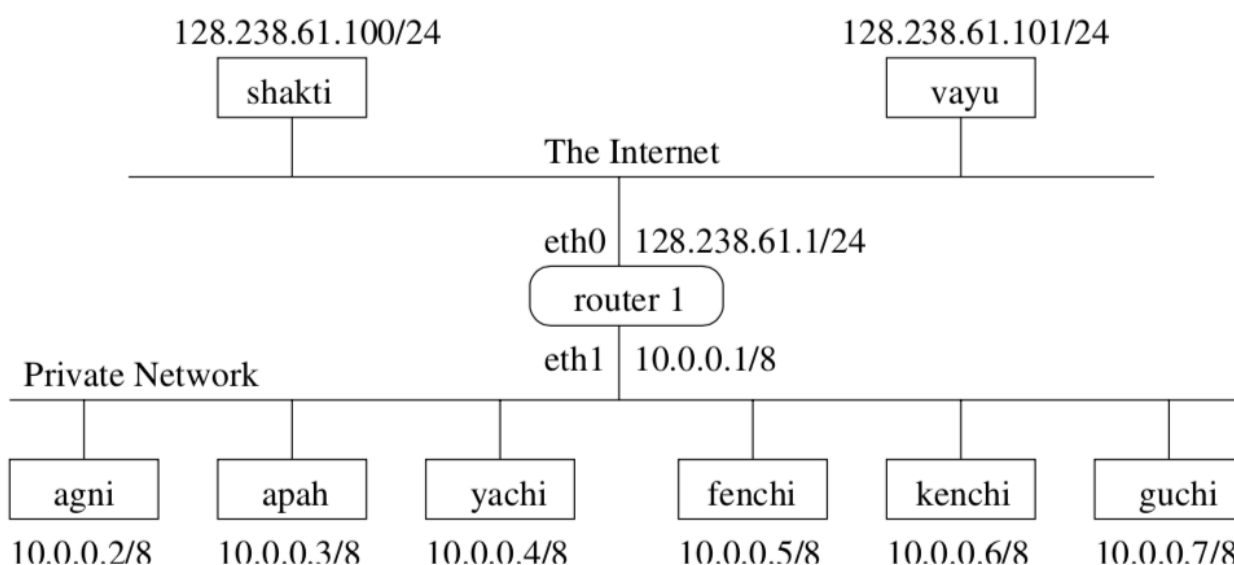 128.238.61.100/24 128.238.61.101/24
shakti vayu
The Internet
eth0 128.238.61.1/24
router 1
eth1 10.0.0.1/8
Private Network
agni apah yachi fenchi kenchi guchi
10.0.0.2/8 10.0.0.3/8 10.0.0.4/8 10.0.0.5/8 10.0.0.6/8 10.0.0.7/8